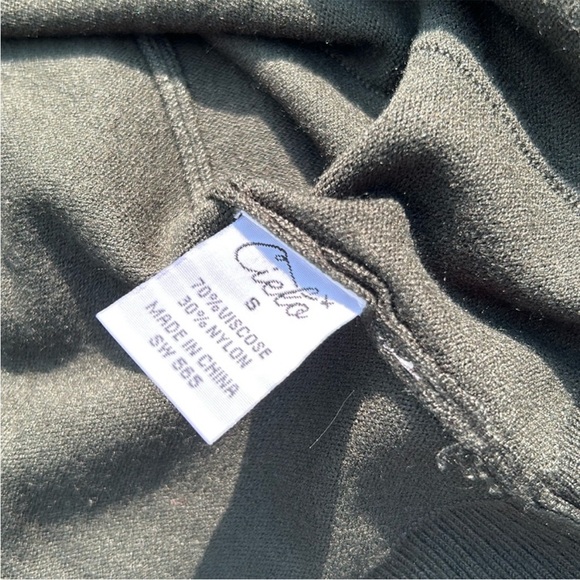 Cielo
S
70% VISCOSE
30% NYLON
MADE IN CHINA
SW 565